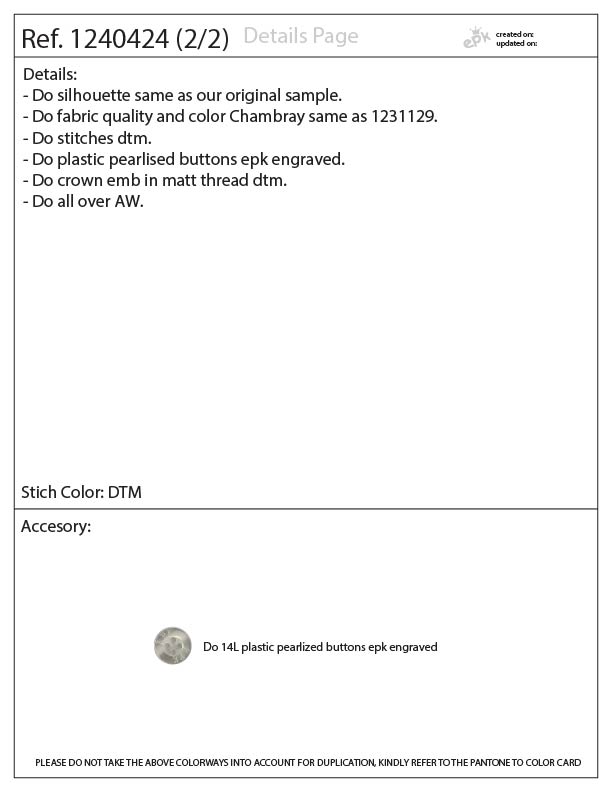 Ref. 1240424 (2/2) Details Page
epk
created on:
updated on:
Details:
- Do silhouette same as our original sample.
- Do fabric quality and color Chambray same as 1231129.
- Do stitches dtm.
- Do plastic pearlised buttons epk engraved.
- Do crown emb in matt thread dtm.
- Do all over AW.
Stich Color: DTM
Accesory:
Do 14L plastic pearlized buttons epk engraved
PLEASE DO NOT TAKE THE ABOVE COLORWAYS INTO ACCOUNT FOR DUPLICATION, KINDLY REFER TO THE PANTONE TO COLOR CARD